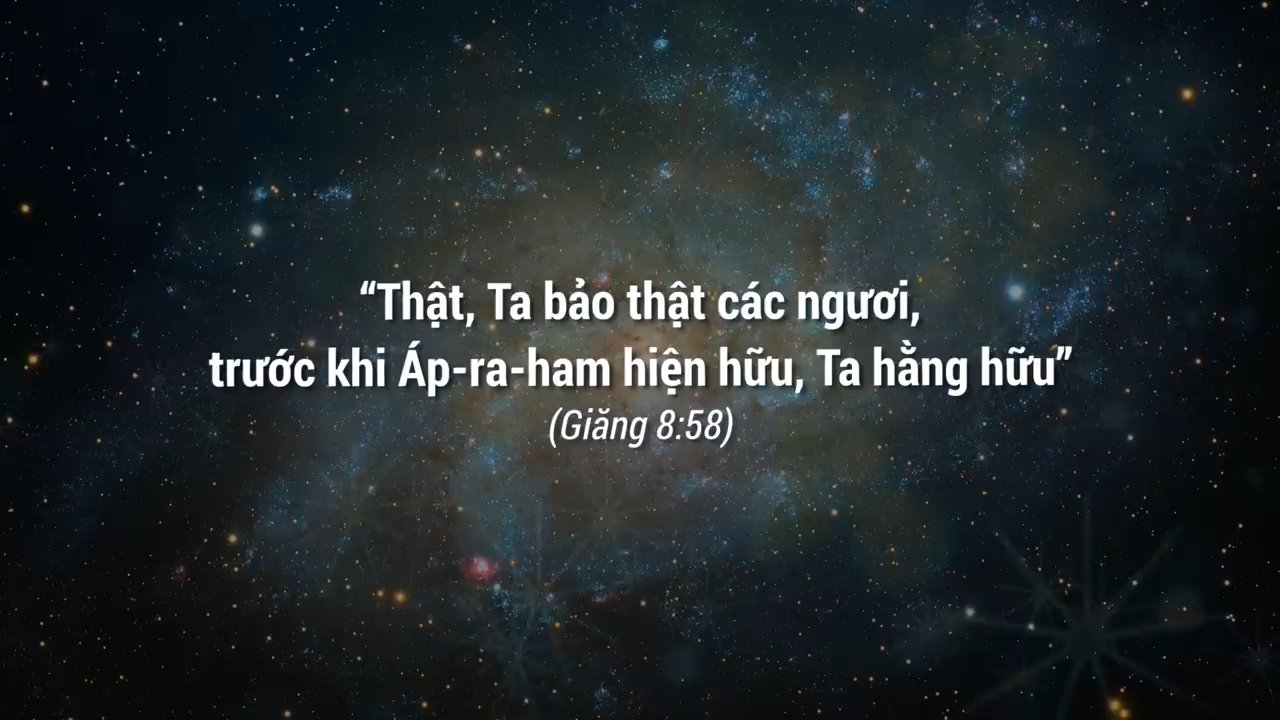 “Thật, Ta bảo thật các ngươi,
trước khi Áp-ra-ham hiện hữu, Ta hằng hữu”
(Giăng 8:58)